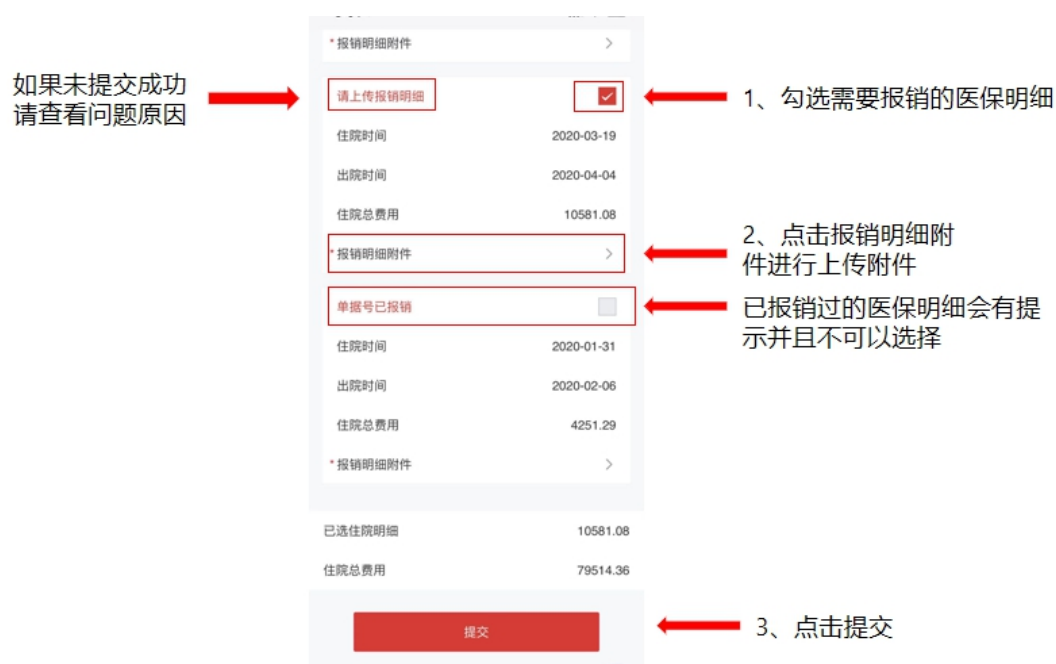 * 报销明细附件
如果未提交成功
请查看问题原因
请上传报销明细
1、勾选需要报销的医保明细
住院时间 2020-03-19
出院时间 2020-04-04
住院总费用 10581.08
* 报销明细附件
2、点击报销明细附
件进行上传附件
单据号已报销
已报销过的医保明细会有提
示并且不可以选择
住院时间 2020-01-31
出院时间 2020-02-06
住院总费用 4251.29
* 报销明细附件
已选住院明细 10581.08
住院总费用 79514.36
提交
3、点击提交